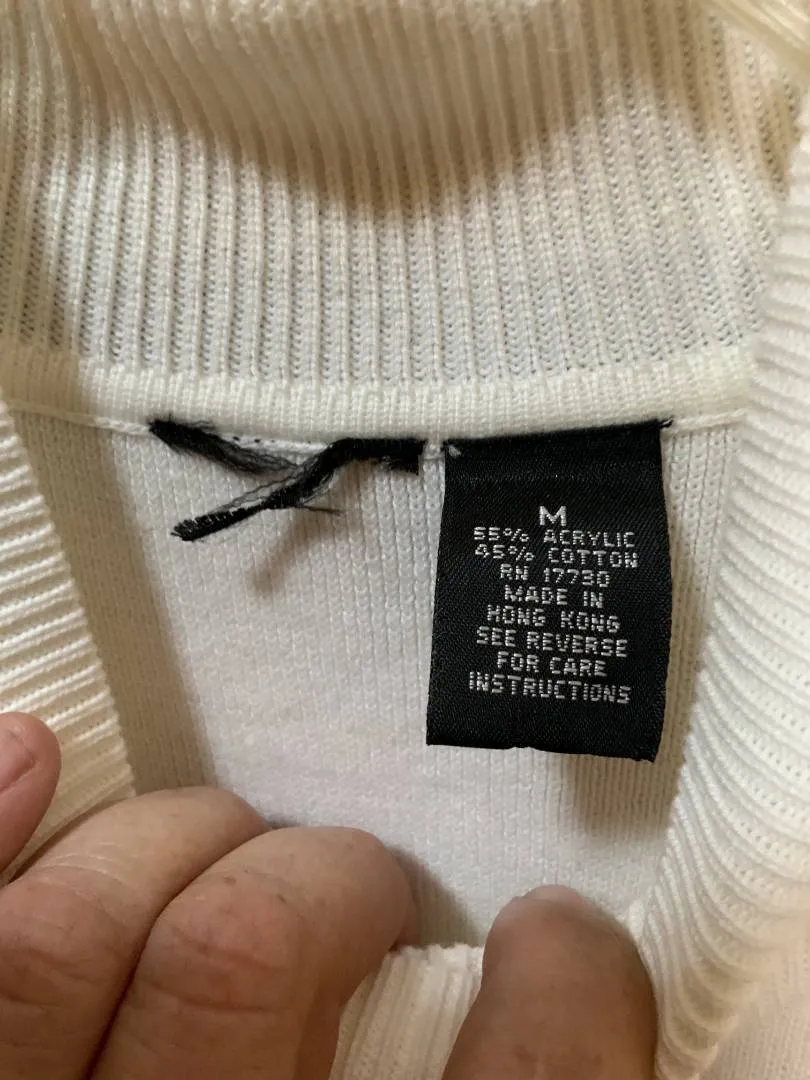 M
55% ACRYLIC
45% COTTON
RN 17730
MADE IN
HONG KONG
SEE REVERSE
FOR CARE
INSTRUCTIONS